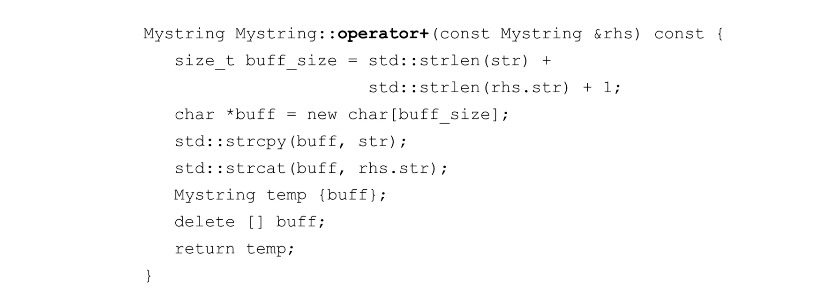 Mystring Mystring::operator+(const Mystring &rhs) const {
size_t buff_size = std::strlen(str) +
std::strlen(rhs.str) + 1;
char *buff = new char[buff_size];
std::strcpy(buff, str);
std::strcat(buff, rhs.str);
Mystring temp {buff};
delete [] buff;
return temp;
}